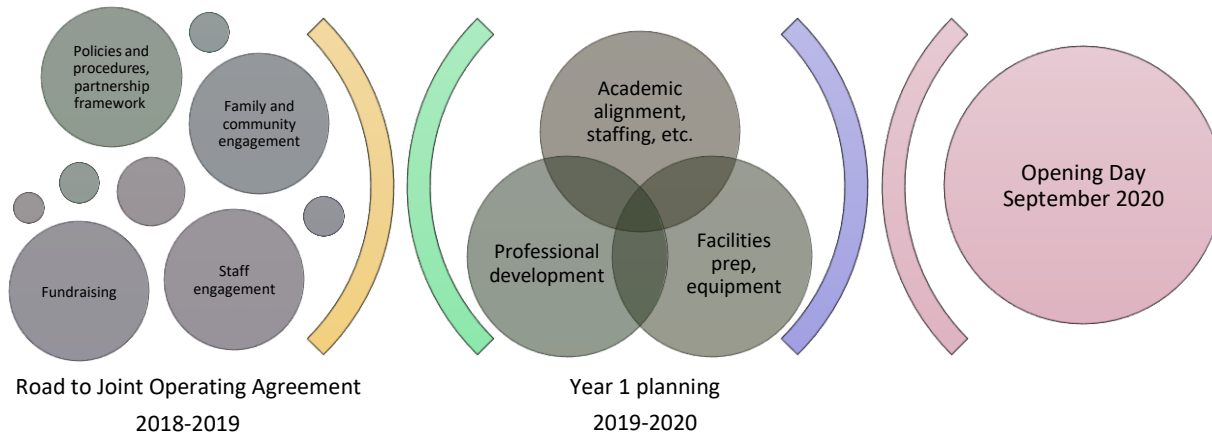 Policies and
procedures,
partnership
framework
Family and
community
engagement
Fundraising
Staff
engagement
Road to Joint Operating Agreement
2018-2019
Academic
alignment,
staffing, etc.
Professional
development
Facilities
prep,
equipment
Year 1 planning
2019-2020
Opening Day
September 2020